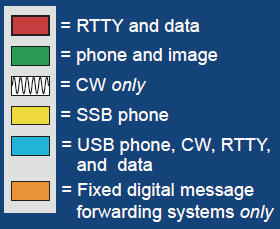 = RTTY and data
= phone and image
= CW only
= SSB phone
= USB phone, CW, RTTY,
and data
= Fixed digital message
forwarding systems only